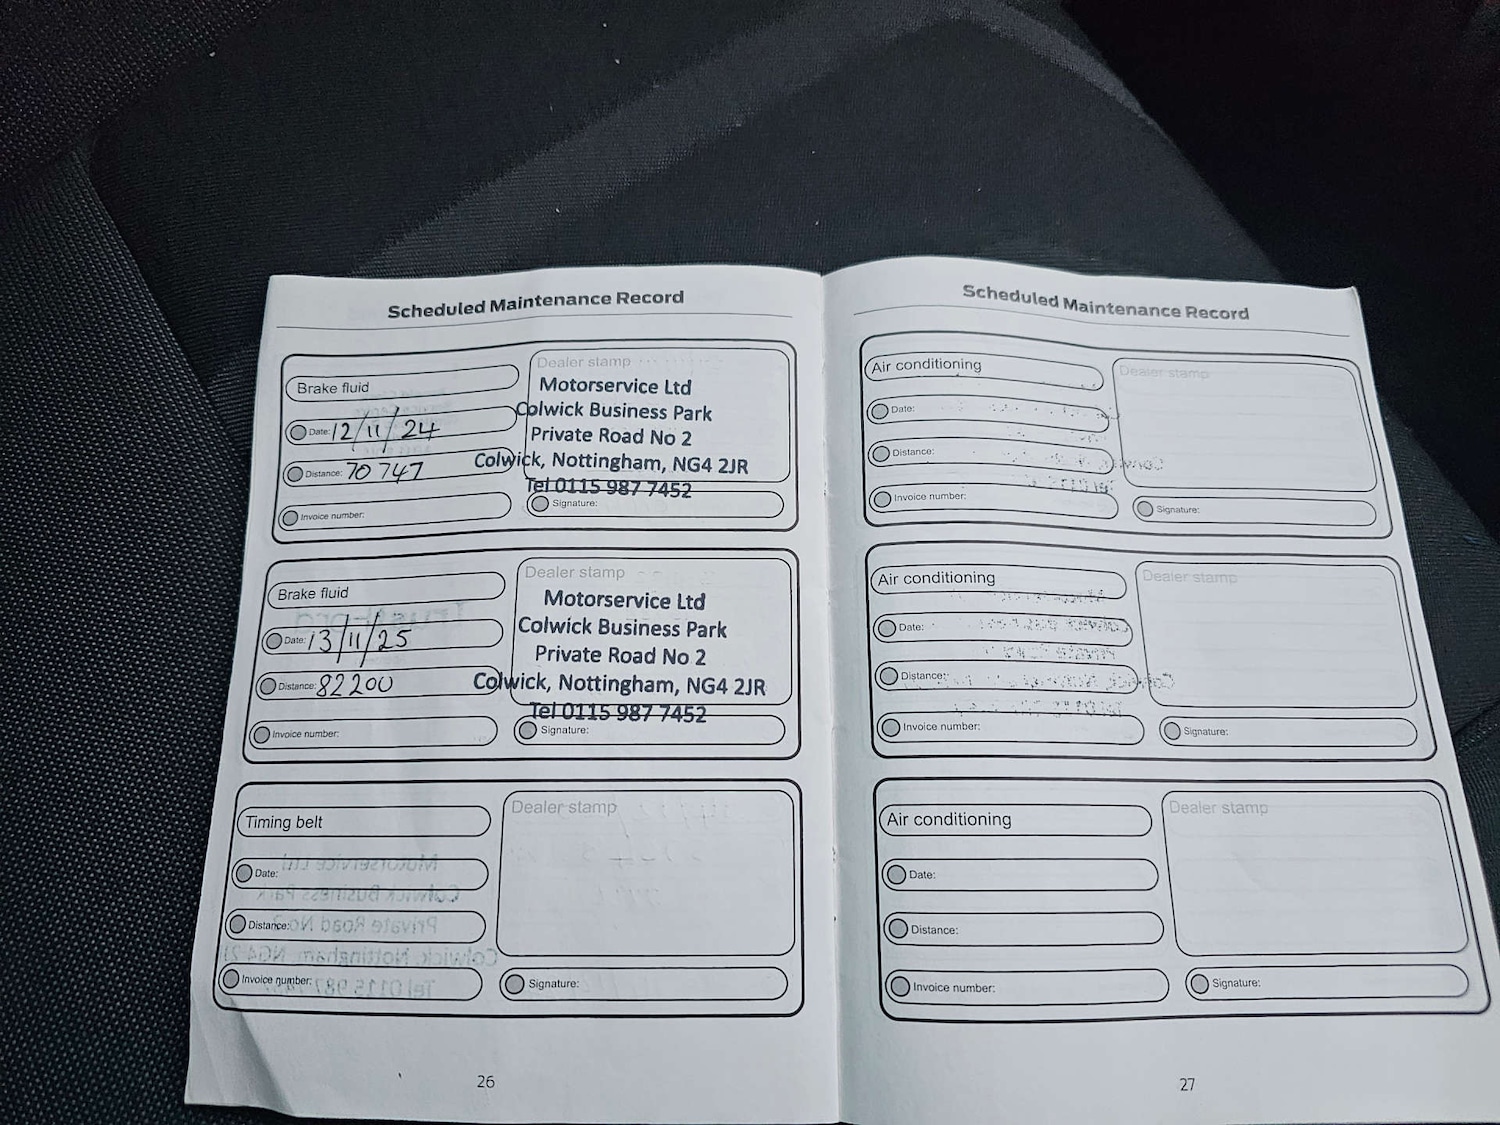 Scheduled Maintenance Record
Brake fluid
Date: 12/11/24
Distance: 70 747
Invoice number:
Dealer stamp
Motorservice Ltd
Colwick Business Park
Private Road No 2
Colwick, Nottingham, NG4 2JR
Tel 0115 987 7452
Signature:
Brake fluid
Date: 13/11/25
Distance: 82200
Invoice number:
Dealer stamp
Motorservice Ltd
Colwick Business Park
Private Road No 2
Colwick, Nottingham, NG4 2JR
Tel 0115 987 7452
Signature:
Timing belt
Date:
Distance:
Invoice number:
Dealer stamp
Signature:
26
Scheduled Maintenance Record
Air conditioning
Date:
Distance:
Invoice number:
Dealer stamp
Signature:
Air conditioning
Date:
Distance:
Invoice number:
Dealer stamp
Signature:
Air conditioning
Date:
Distance:
Invoice number:
Dealer stamp
Signature:
27